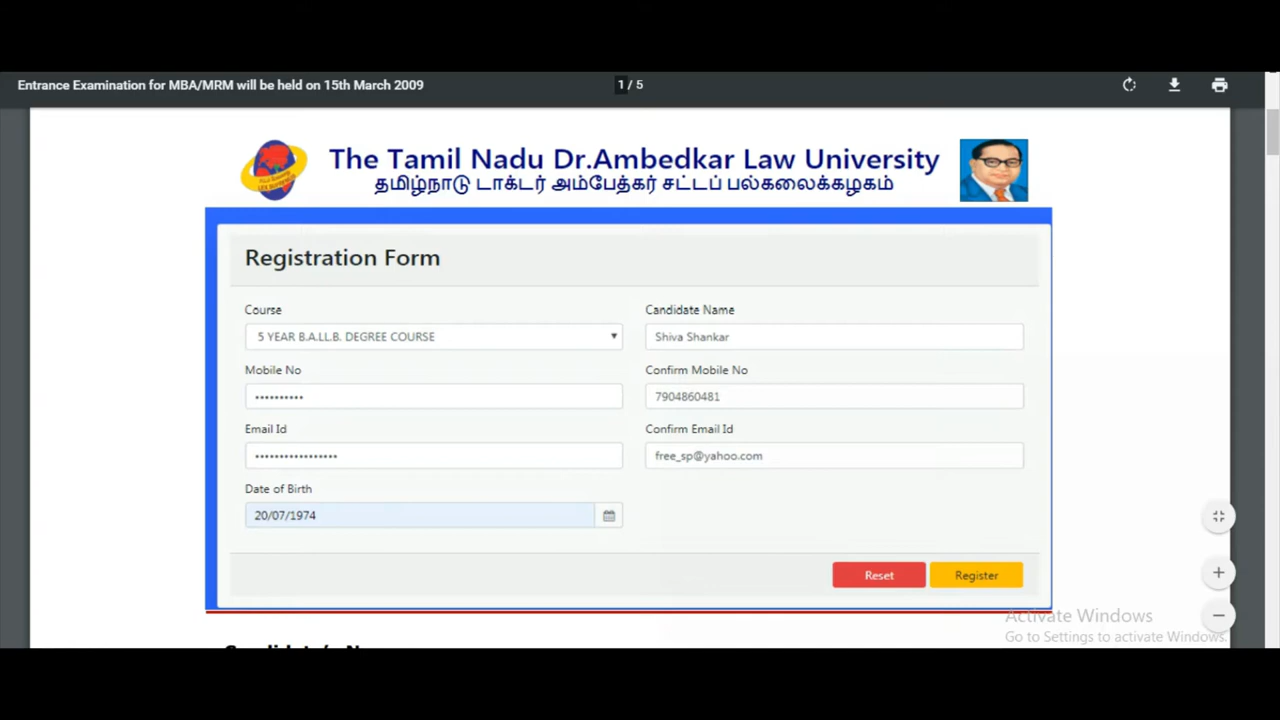 Entrance Examination for MBA/MRM will be held on 15th March 2009
1 / 5
The Tamil Nadu Dr.Ambedkar Law University
தமிழ்நாடு டாக்டர் அம்பேத்கர் சட்டப் பல்கலைக்கழகம்
Registration Form
Course
Candidate Name
5 YEAR B.A.LL.B. DEGREE COURSE
Shiva Shankar
Mobile No
Confirm Mobile No
••••••••••
7904860481
Email Id
Confirm Email Id
•••••••••••••••••
free_sp@yahoo.com
Date of Birth
20/07/1974
Reset
Register
Activate Windows
Go to Settings to activate Windows.